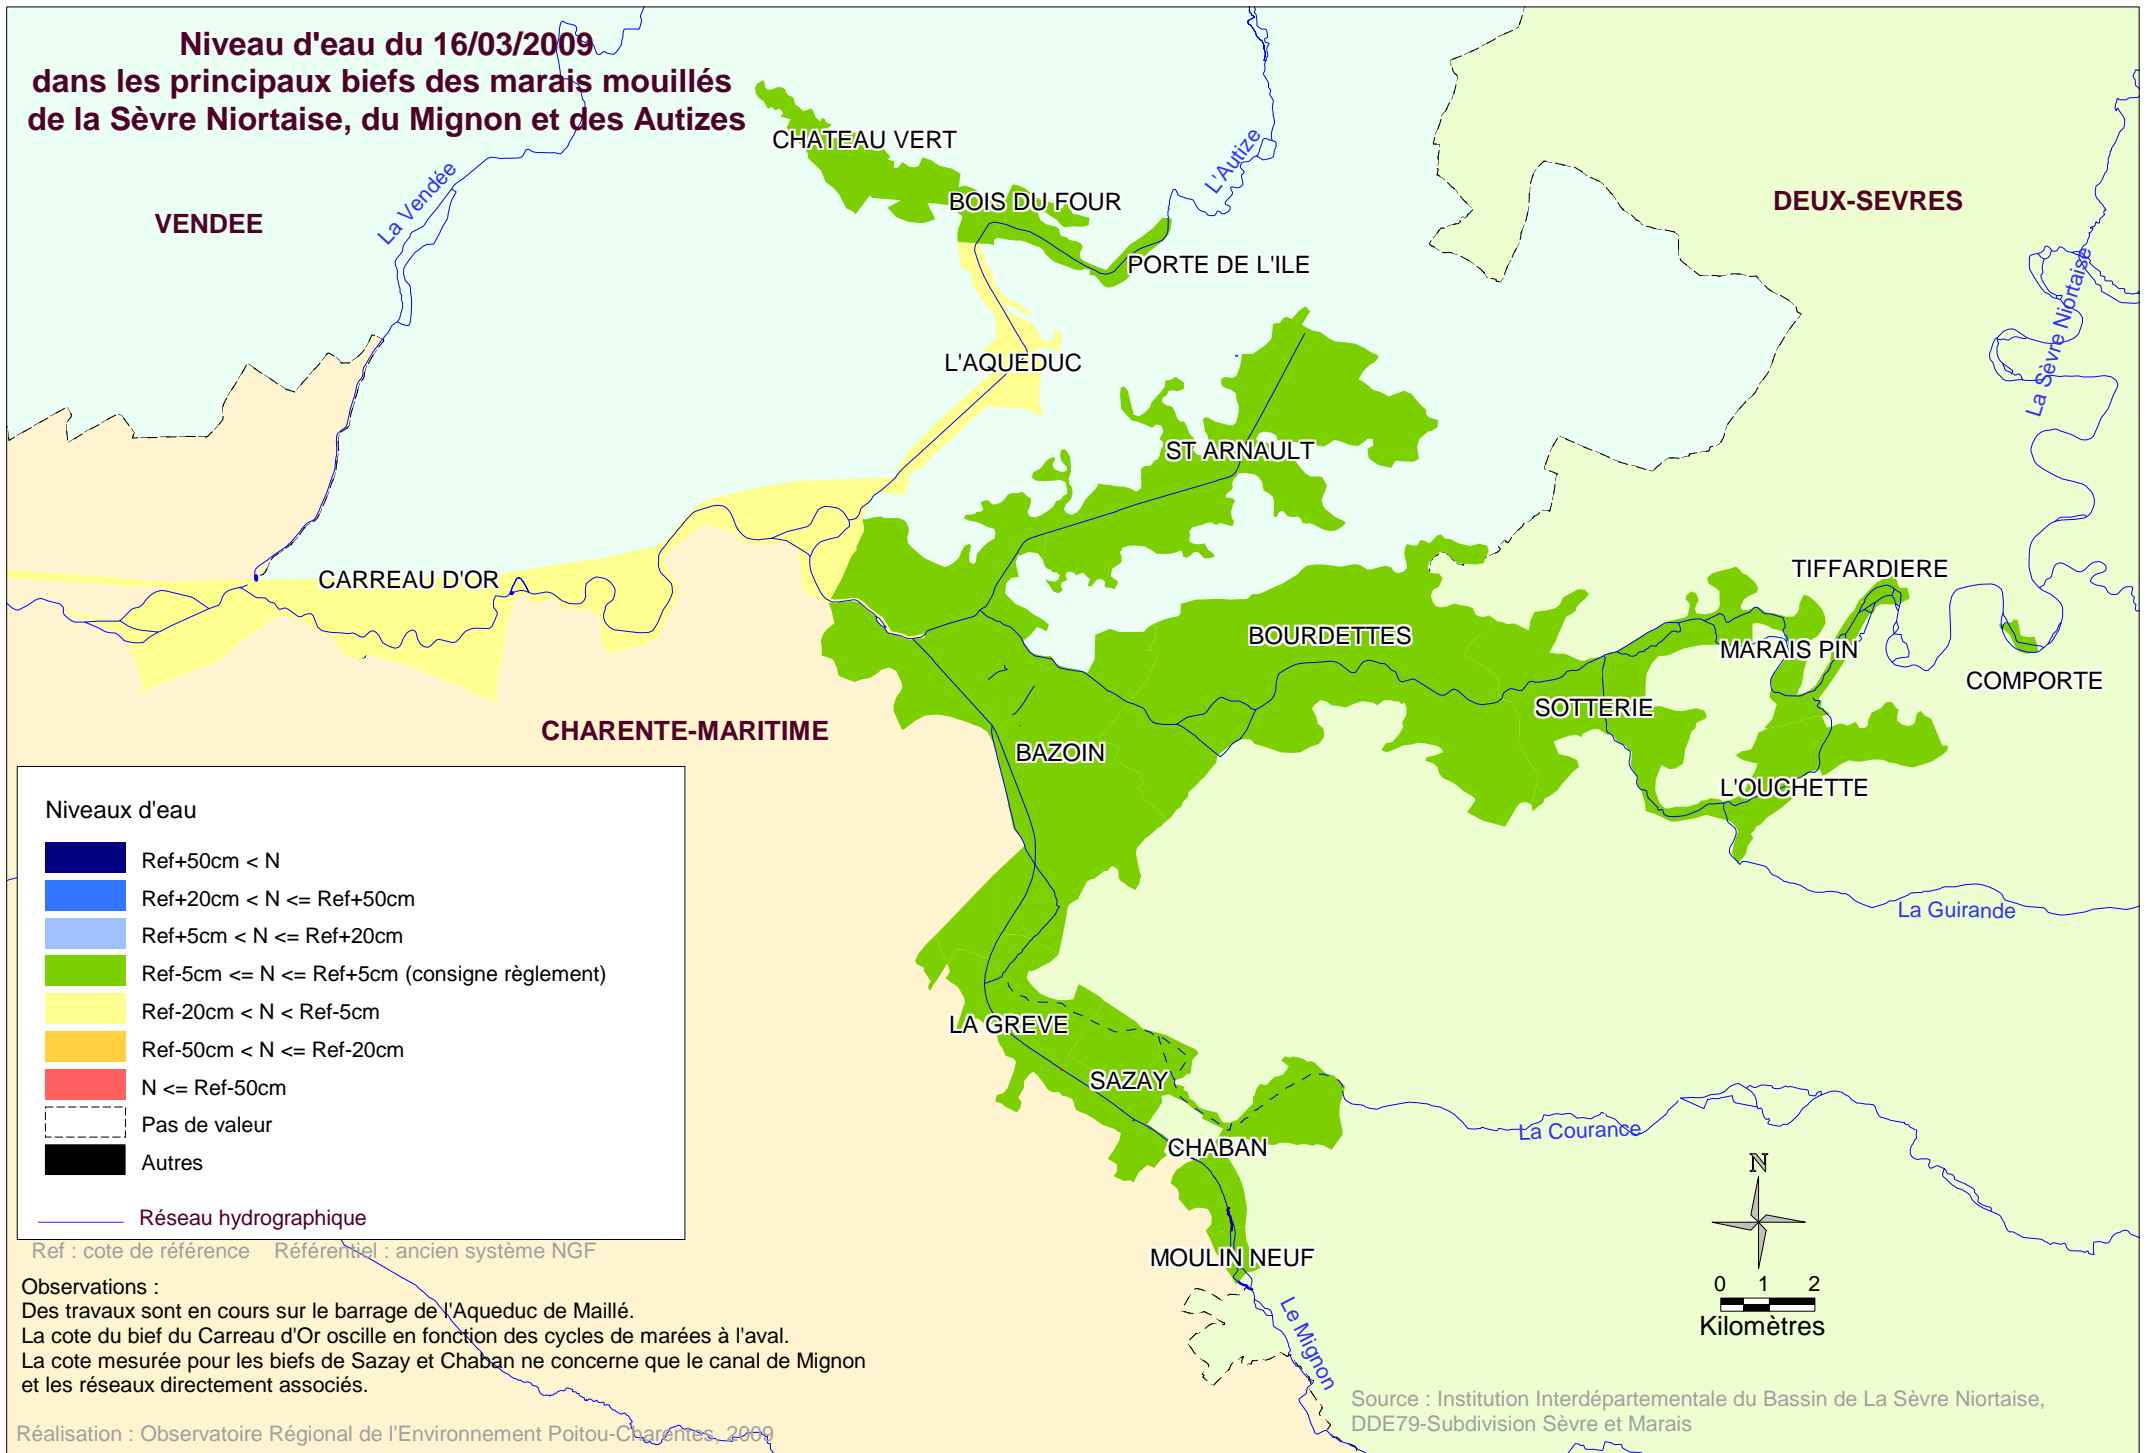 Niveau d'eau du 16/03/2009
dans les principaux biefs des marais mouillés
de la Sèvre Niortaise, du Mignon et des Autizes
CHATEAU VERT
La Vendée
L'Autize
VENDEE
BOIS DU FOUR
DEUX-SEVRES
PORTE DE L'ILE
La Sèvre Niortaise
L'AQUEDUC
ST ARNAULT
CARREAU D'OR
TIFFARDIERE
BOURDETTES
MARAIS PIN
COMPORTE
SOTTERIE
CHARENTE-MARITIME
BAZOIN
L'OUCHETTE
La Guirande
LA GREVE
SAZAY
CHABAN
La Courance
MOULIN NEUF
Le Mignon
Niveaux d'eau
Ref+50cm < N
Ref+20cm < N <= Ref+50cm
Ref+5cm < N <= Ref+20cm
Ref-5cm <= N <= Ref+5cm (consigne règlement)
Ref-20cm < N < Ref-5cm
Ref-50cm < N <= Ref-20cm
N <= Ref-50cm
Pas de valeur
Autres
Réseau hydrographique
Ref : cote de référence Référentiel : ancien système NGF
Observations :
Des travaux sont en cours sur le barrage de l'Aqueduc de Maillé.
La cote du bief du Carreau d'Or oscille en fonction des cycles de marées à l'aval.
La cote mesurée pour les biefs de Sazay et Chaban ne concerne que le canal de Mignon
et les réseaux directement associés.
Réalisation : Observatoire Régional de l'Environnement Poitou-Charentes, 2009
N
0 1 2
Kilomètres
Source : Institution Interdépartementale du Bassin de La Sèvre Niortaise,
DDE79-Subdivision Sèvre et Marais